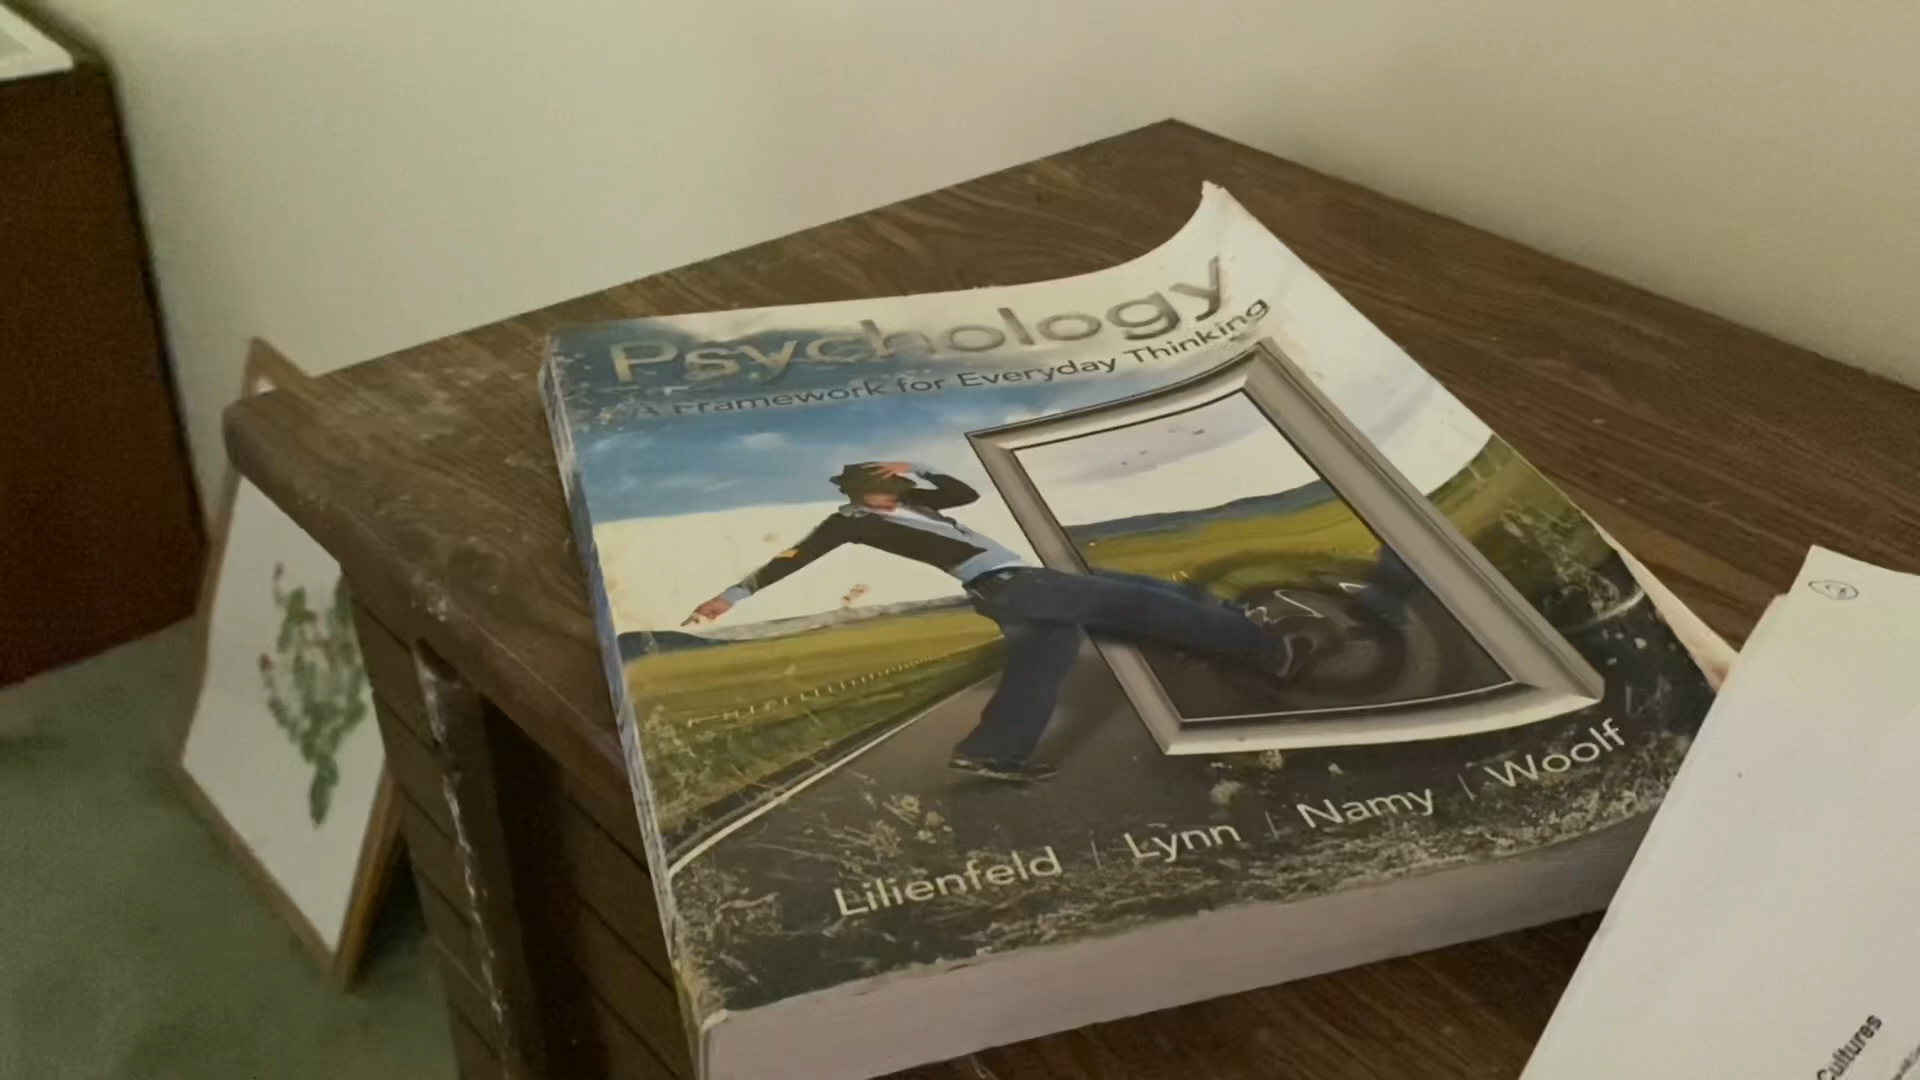 Psychology
A Framework for Everyday Thinking
Lilienfeld | Lynn | Namy | Woolf
Cultures